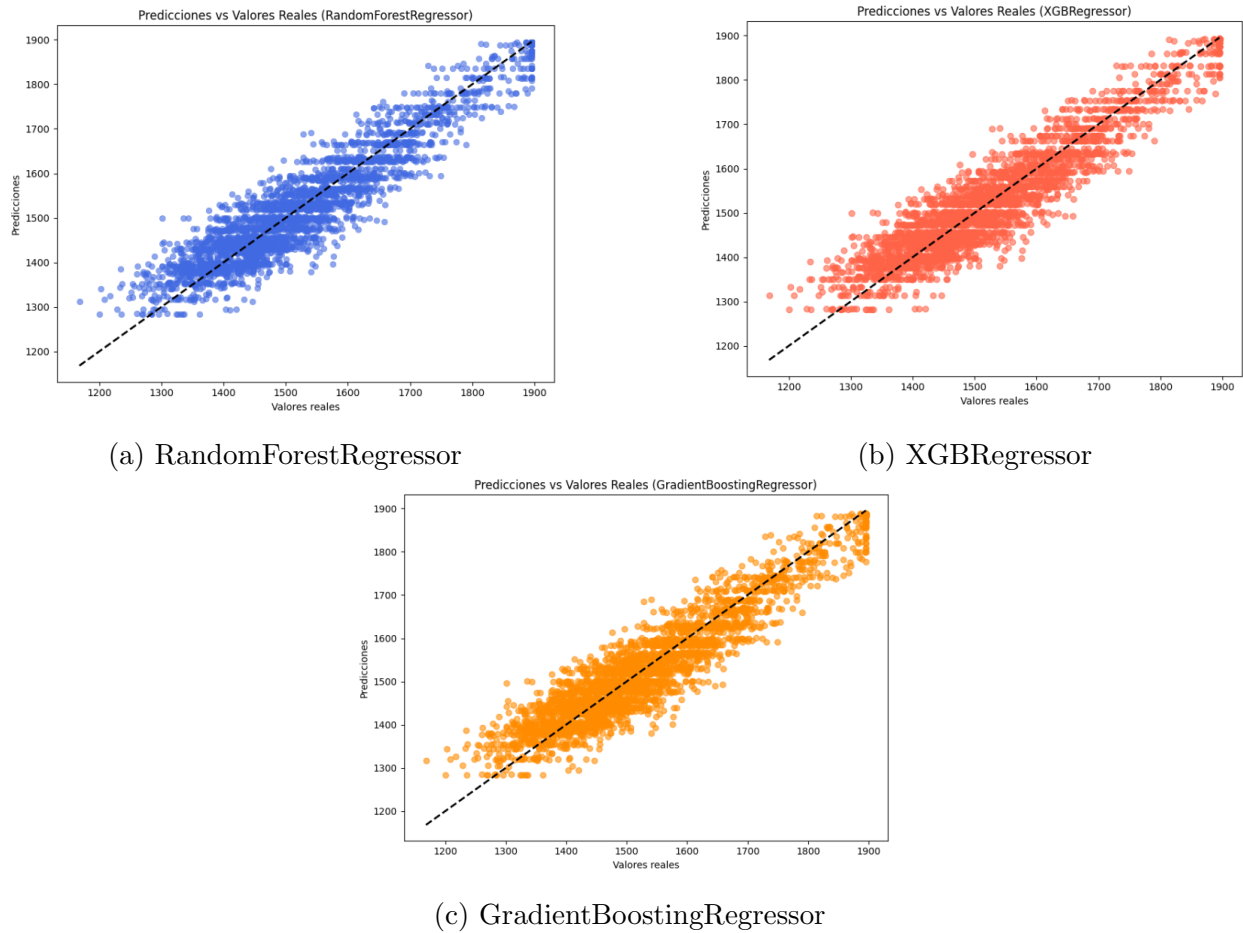 Predicciones vs Valores Reales (RandomForestRegressor)
1900
1800
1700
1600
1500
1400
1300
1200
Predicciones
1200 1300 1400 1500 1600 1700 1800 1900
Valores reales
(a) RandomForestRegressor
Predicciones vs Valores Reales (XGBRegressor)
1900
1800
1700
1600
1500
1400
1300
1200
Predicciones
1200 1300 1400 1500 1600 1700 1800 1900
Valores reales
(b) XGBRegressor
Predicciones vs Valores Reales (GradientBoostingRegressor)
1900
1800
1700
1600
1500
1400
1300
1200
Predicciones
1200 1300 1400 1500 1600 1700 1800 1900
Valores reales
(c) GradientBoostingRegressor